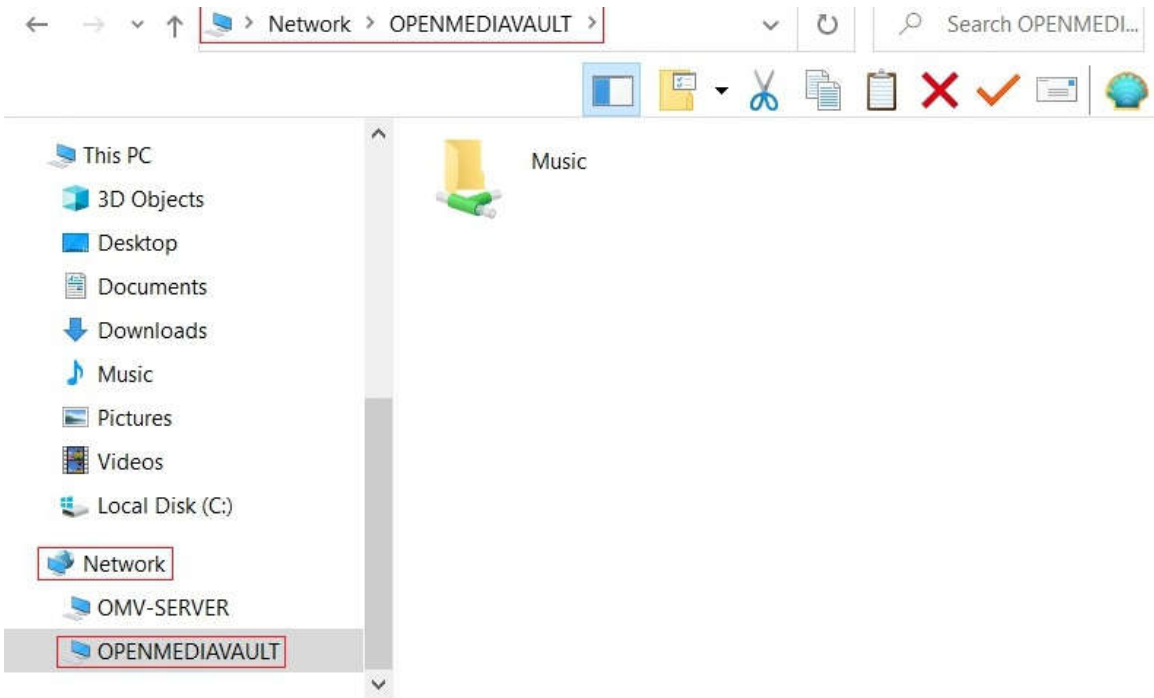 Network > OPENMEDIAVAULT >
Search OPENMEDI...
This PC
3D Objects
Desktop
Documents
Downloads
Music
Pictures
Videos
Local Disk (C:)
Network
OMV-SERVER
OPENMEDIAVAULT
Music